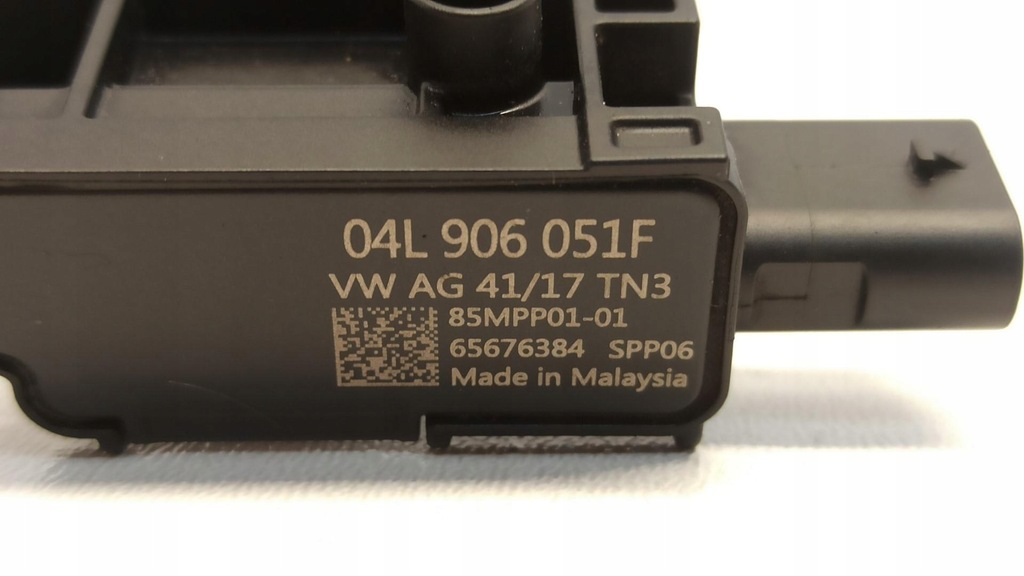 04L 906 051F
VW AG 41/17 TN3
85MPP01-01
65676384 SPP06
Made in Malaysia